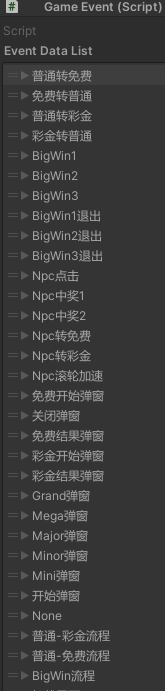 Game Event (Script)
Script
Event Data List
普通转免费
免费转普通
普通转彩金
彩金转普通
BigWin1
BigWin2
BigWin3
BigWin1退出
BigWin2退出
BigWin3退出
Npc点击
Npc中奖1
Npc中奖2
Npc转免费
Npc转彩金
Npc滚轮加速
免费开始弹窗
关闭弹窗
免费结果弹窗
彩金开始弹窗
彩金结果弹窗
Grand弹窗
Mega弹窗
Major弹窗
Minor弹窗
Mini弹窗
开始弹窗
None
普通-彩金流程
普通-免费流程
BigWin流程